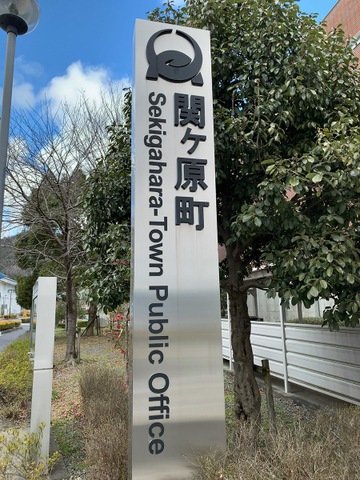 関ケ原町
Sekigahara-Town Public Office